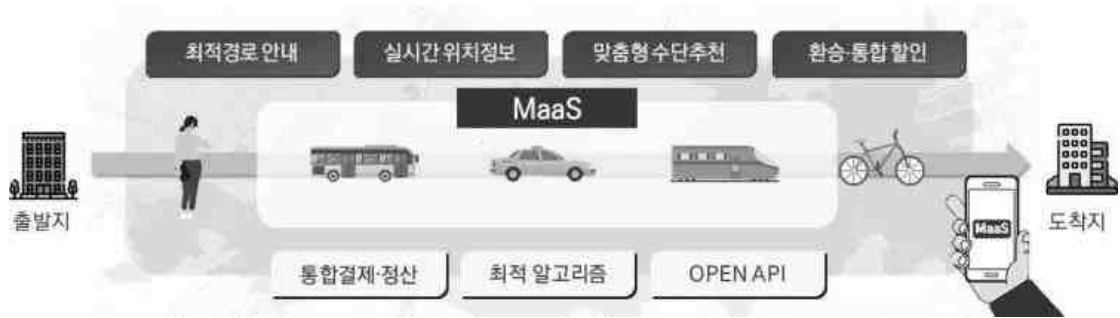 최적경로 안내
실시간 위치정보
맞춤형 수단추천
환승·통합 할인
MaaS
출발지
MaaS
도착지
통합결제·정산
최적 알고리즘
OPEN API